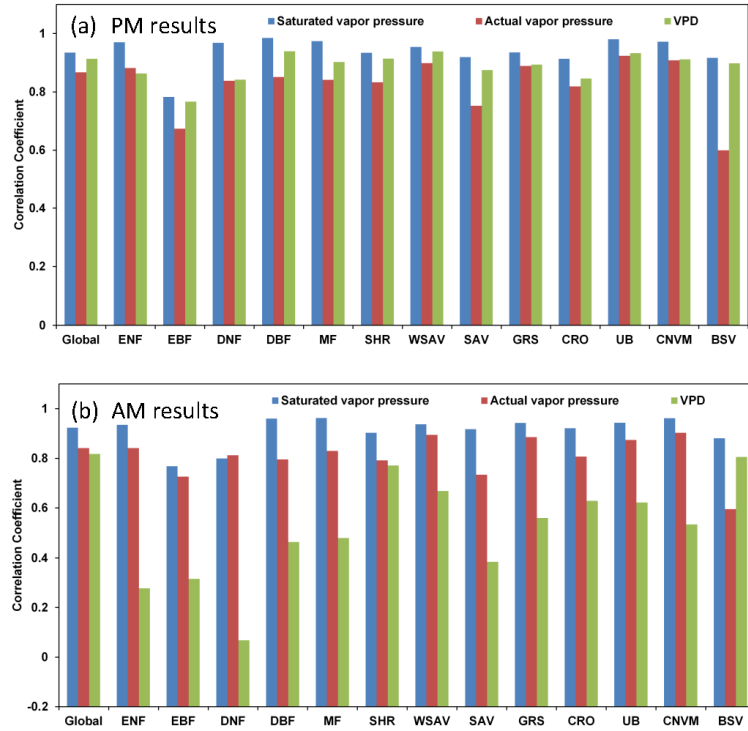 (a) PM results
Saturated vapor pressure
Actual vapor pressure
VPD
Correlation Coefficient
1
0.8
0.6
0.4
0.2
0
Global ENF EBF DNF DBF MF SHR WSAV SAV GRS CRO UB CNVM BSV
(b) AM results
Saturated vapor pressure
Actual vapor pressure
VPD
Correlation Coefficient
1
0.8
0.6
0.4
0.2
0
-0.2
Global ENF EBF DNF DBF MF SHR WSAV SAV GRS CRO UB CNVM BSV